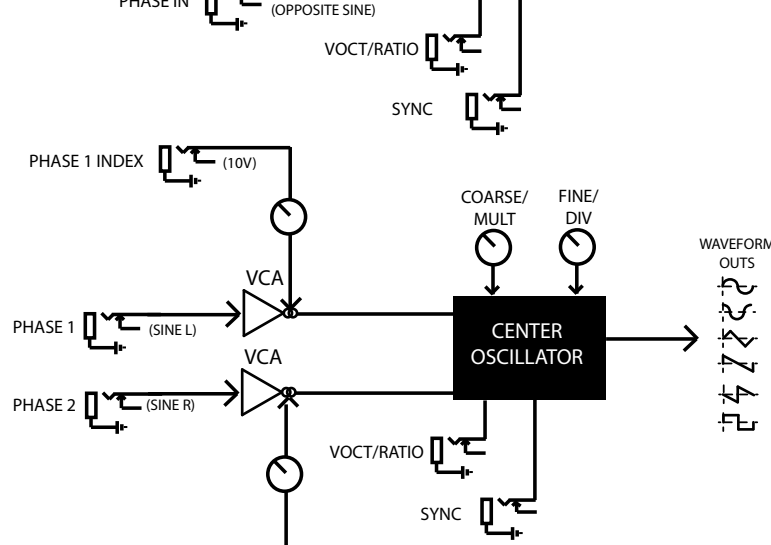 PHASE IN
(OPPOSITE SINE)
VOCT/RATIO
SYNC
PHASE 1 INDEX
(10V)
COARSE/
MULT
FINE/
DIV
WAVEFORM
OUTS
VCA
PHASE 1
(SINE L)
CENTER
OSCILLATOR
VCA
PHASE 2
(SINE R)
VOCT/RATIO
SYNC